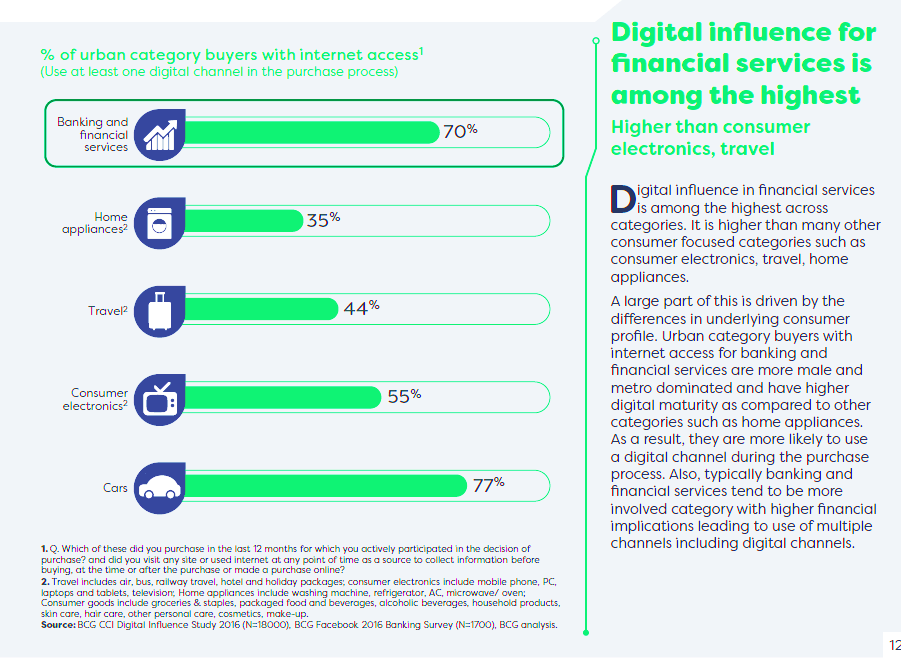 % of urban category buyers with internet access1
(Use at least one digital channel in the purchase process)
Banking and
financial
services
70%
Home
appliances2
35%
Travel2
44%
Consumer
electronics2
55%
Cars
77%
1. Q. Which of these did you purchase in the last 12 months for which you actively participated in the decision of
purchase? and did you visit any site or used internet at any point of time as a source to collect information before
buying, at the time or after the purchase or made a purchase online?
2. Travel includes air, bus, railway travel, hotel and holiday packages; consumer electronics include mobile phone, PC,
laptops and tablets, television; Home appliances include washing machine, refrigerator, AC, microwave/ oven;
Consumer goods include groceries & staples, packaged food and beverages, alcoholic beverages, household products,
skin care, hair care, other personal care, cosmetics, make-up.
Source: BCG CCI Digital Influence Study 2016 (N=18000), BCG Facebook 2016 Banking Survey (N=1700), BCG analysis.
Digital influence for
financial services is
among the highest
Higher than consumer
electronics, travel
Digital influence in financial services
is among the highest across
categories. It is higher than many other
consumer focused categories such as
consumer electronics, travel, home
appliances.
A large part of this is driven by the
differences in underlying consumer
profile. Urban category buyers with
internet access for banking and
financial services are more male and
metro dominated and have higher
digital maturity as compared to other
categories such as home appliances.
As a result, they are more likely to use
a digital channel during the purchase
process. Also, typically banking and
financial services tend to be more
involved category with higher financial
implications leading to use of multiple
channels including digital channels.
12